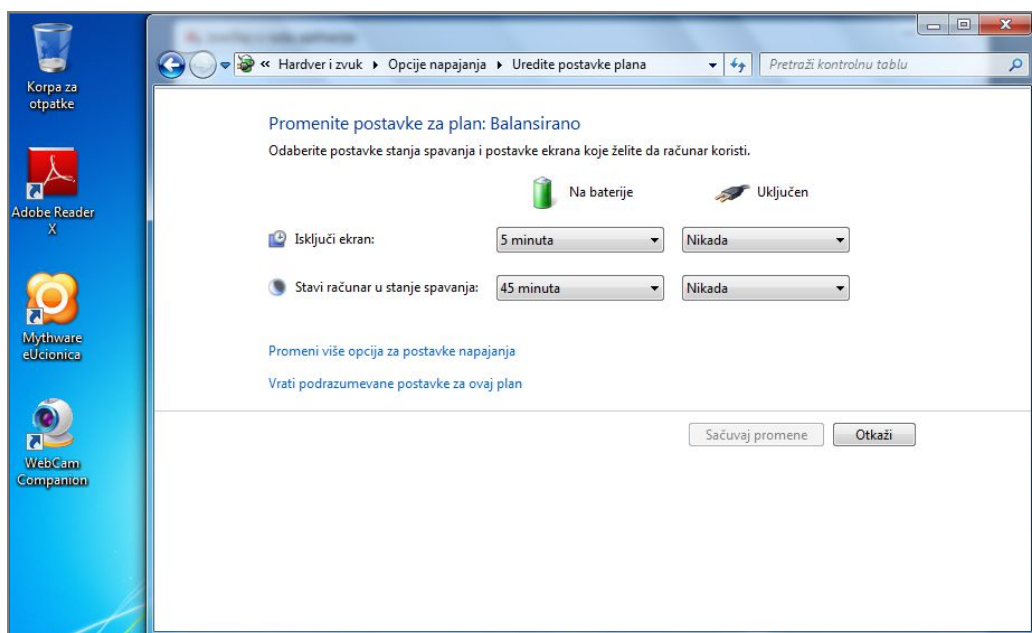 Korpa za
otpatke
Adobe Reader
X
Mythware
eUcionica
WebCam
Companion
« Hardver i zvuk ▸ Opcije napajanja ▸ Uredite postavke plana
Pretraži kontrolnu tablu
Promenite postavke za plan: Balansirano
Odaberite postavke stanja spavanja i postavke ekrana koje želite da računar koristi.
Na baterije Uključen
Isključi ekran: 5 minuta Nikada
Stavi računar u stanje spavanja: 45 minuta Nikada
Promeni više opcija za postavke napajanja
Vrati podrazumevane postavke za ovaj plan
Sačuvaj promene Otkaži